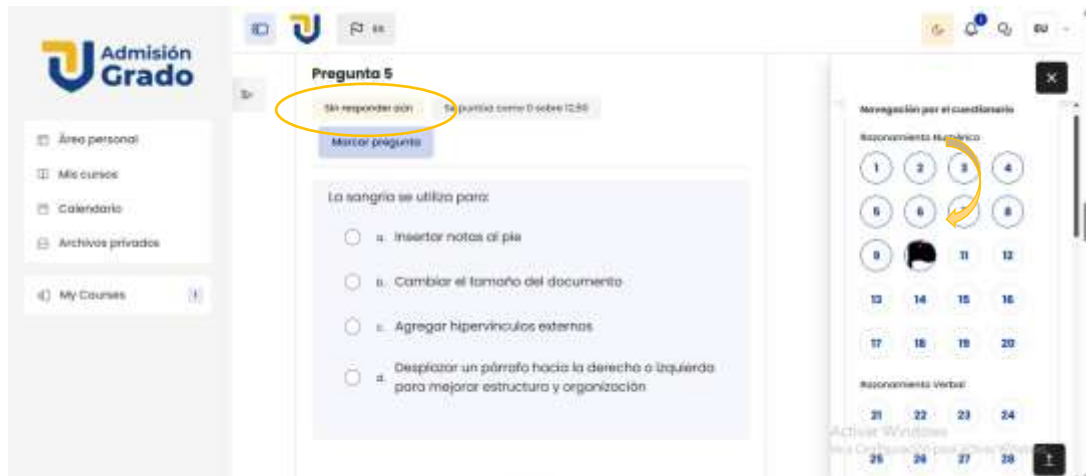 Admisión
Grado
Área personal
Mis cursos
Calendario
Archivos privados
My Courses
1
ES
EU
Pregunta 5
Sin responder aún
Se puntúa como 0 sobre 12,50
Marcar pregunta
La sangría se utiliza para:
a. Insertar notas al pie
b. Cambiar el tamaño del documento
c. Agregar hipervínculos externos
d. Desplazar un párrafo hacia la derecha o izquierda
para mejorar estructura y organización
Navegación por el cuestionario
Razonamiento Numérico
1 2 3 4
5 6 7 8
9 11 12
13 14 15 16
17 18 19 20
Razonamiento Verbal
21 22 23 24
25 26 27 28
Activar Windows